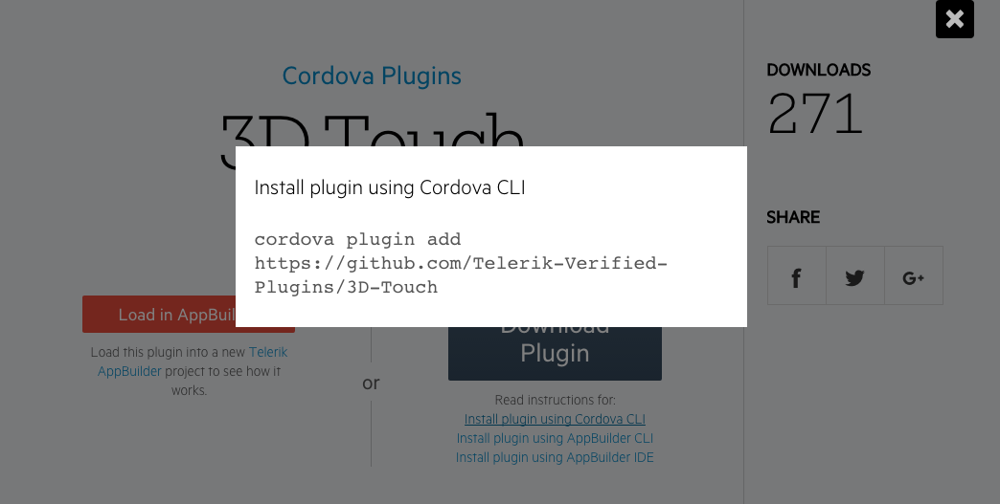 Cordova Plugins
3D Touch
Install plugin using Cordova CLI
cordova plugin add
https://github.com/Telerik-Verified-
Plugins/3D-Touch
Load in AppBuil
Load this plugin into a new Telerik
AppBuilder project to see how it
works.
or
Download
Plugin
Read instructions for:
Install plugin using Cordova CLI
Install plugin using AppBuilder CLI
Install plugin using AppBuilder IDE
DOWNLOADS
271
SHARE
f
G+